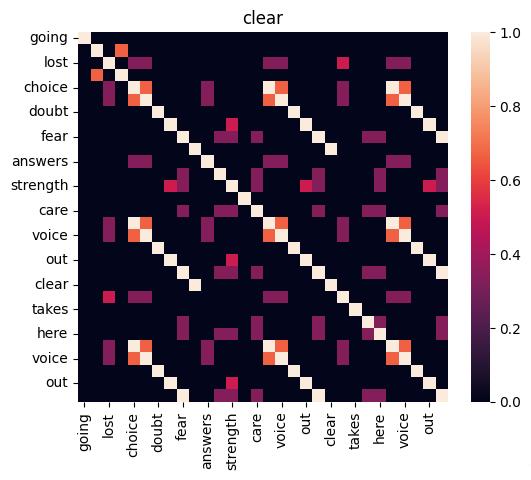 clear
going
lost
choice
doubt
fear
answers
strength
care
voice
out
clear
takes
here
voice
out
going
lost
choice
doubt
fear
answers
strength
care
voice
out
clear
takes
here
voice
out
1.0
0.8
0.6
0.4
0.2
0.0